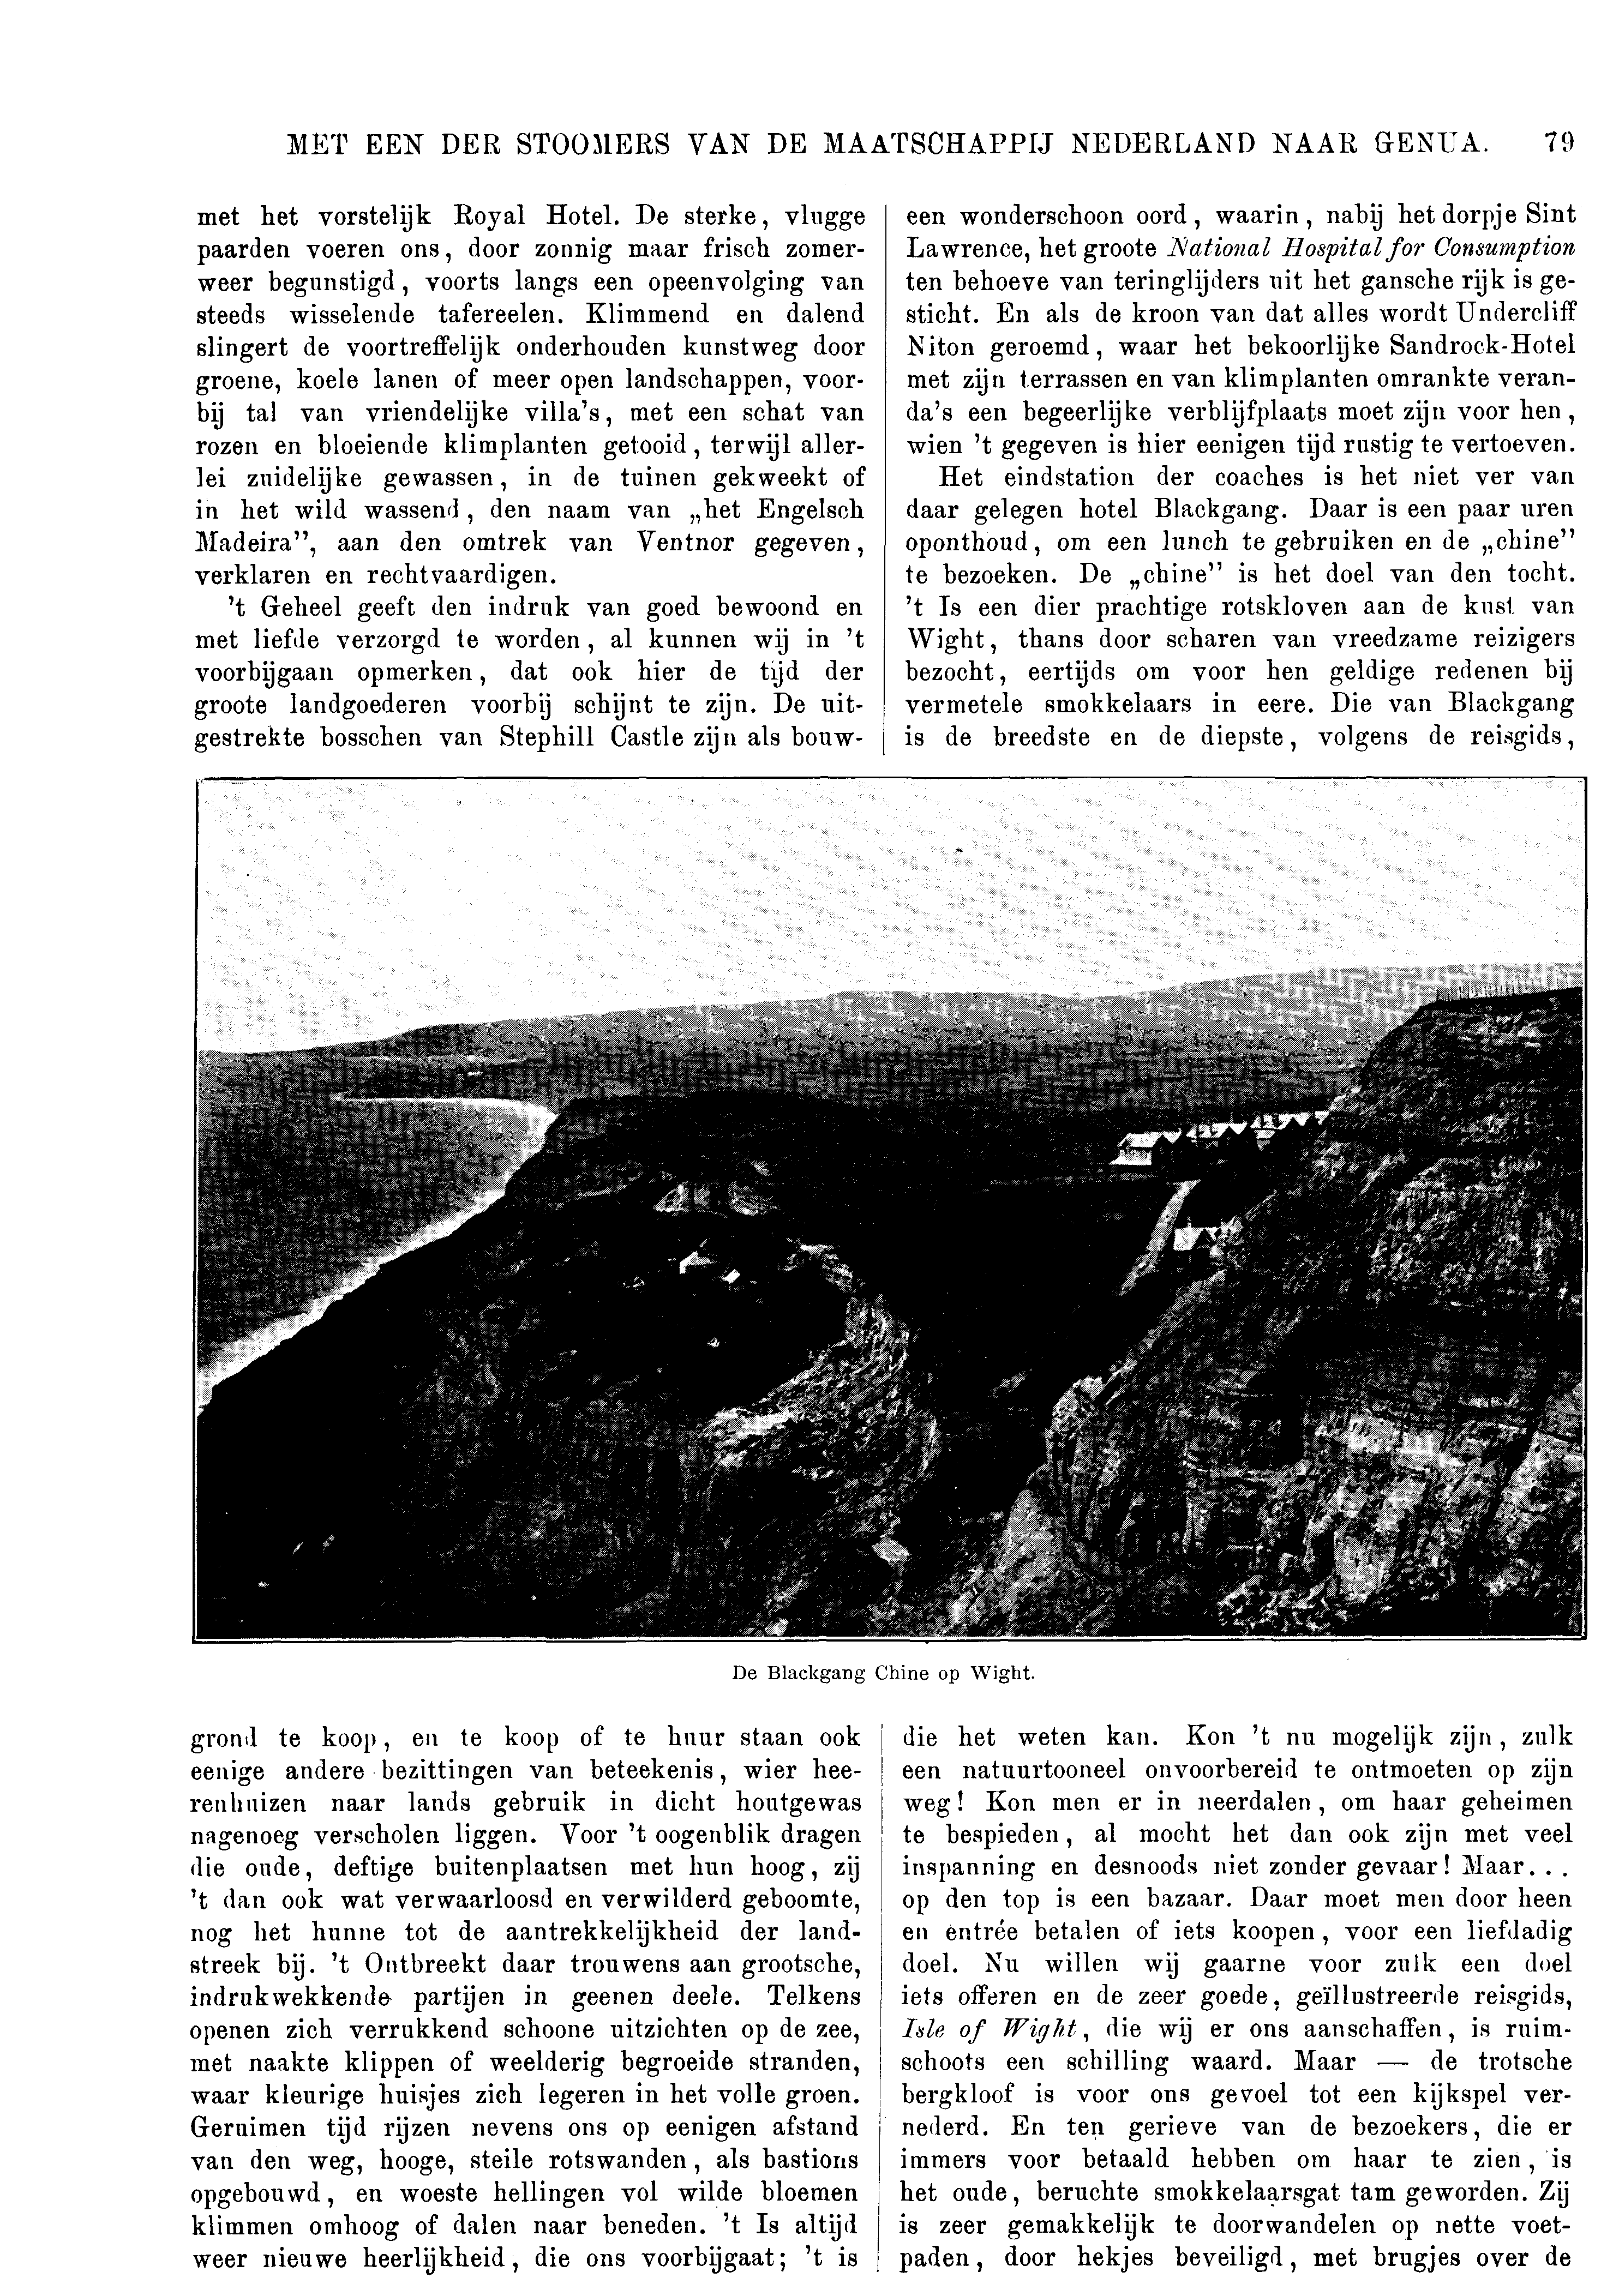 MET EEN DER STOOMERS VAN DE MAATSCHAPPIJ NEDERLAND NAAR GENUA. 79
met het vorstelijk Royal Hotel. De sterke, vlugge
paarden voeren ons, door zonnig maar frisch zomer-
weer begunstigd, voorts langs een opeenvolging van
steeds wisselende tafereelen. Klimmend en dalend
slingert de voortreffelijk onderhouden kunstweg door
groene, koele lanen of meer open landschappen, voor-
bij tal van vriendelijke villa's, met een schat van
rozen en bloeiende klimplanten getooid, terwijl aller-
lei zuidelijke gewassen, in de tuinen gekweekt of
in het wild wassend, den naam van „het Engelsch
Madeira”, aan den omtrek van Ventnor gegeven,
verklaren en rechtvaardigen.
't Geheel geeft den indruk van goed bewoond en
met liefde verzorgd te worden, al kunnen wij in 't
voorbijgaan opmerken, dat ook hier de tijd der
groote landgoederen voorbij schijnt te zijn. De uit-
gestrekte bosschen van Stephill Castle zijn als bouw-
grond te koop, en te koop of te huur staan ook
eenige andere bezittingen van beteekenis, wier hee-
renhuizen naar lands gebruik in dicht houtgewas
nagenoeg verscholen liggen. Voor 't oogenblik dragen
die oude, deftige buitenplaatsen met hun hoog, zij
't dan ook wat verwaarloosd en verwilderd geboomte,
nog het hunne tot de aantrekkelijkheid der land-
streek bij. 't Ontbreekt daar trouwens aan grootsche,
indrukwekkende partijen in geenen deele. Telkens
openen zich verrukkend schoone uitzichten op de zee,
met naakte klippen of weelderig begroeide stranden,
waar kleurige huisjes zich legeren in het volle groen.
Geruimen tijd rijzen nevens ons op eenigen afstand
van den weg, hooge, steile rotswanden, als bastions
opgebouwd, en woeste hellingen vol wilde bloemen
klimmen omhoog of dalen naar beneden. 't Is altijd
weer nieuwe heerlijkheid, die ons voorbijgaat; 't is
een wonderschoon oord, waarin, nabij het dorpje Sint
Lawrence, het groote National Hospital for Consumption
ten behoeve van teringlijders uit het gansche rijk is ge-
sticht. En als de kroon van dat alles wordt Undercliff
Niton geroemd, waar het bekoorlijke Sandrock-Hotel
met zijn terrassen en van klimplanten omrankte veran-
da's een begeerlijke verblijfplaats moet zijn voor hen,
wien 't gegeven is hier eenigen tijd rustig te vertoeven.
Het eindstation der coaches is het niet ver van
daar gelegen hotel Blackgang. Daar is een paar uren
oponthoud, om een lunch te gebruiken en de „chine”
te bezoeken. De „chine” is het doel van den tocht.
't Is een dier prachtige rotskloven aan de kust van
Wight, thans door scharen van vreedzame reizigers
bezocht, eertijds om voor hen geldige redenen bij
vermetele smokkelaars in eere. Die van Blackgang
is de breedste en de diepste, volgens de reisgids,
De Blackgang Chine op Wight.
die het weten kan. Kon 't nu mogelijk zijn, zulk
een natuurtooneel onvoorbereid te ontmoeten op zijn
weg! Kon men er in neerdalen, om haar geheimen
te bespieden, al mocht het dan ook zijn met veel
inspanning en desnoods niet zonder gevaar! Maar...
op den top is een bazaar. Daar moet men door heen
en entrée betalen of iets koopen, voor een liefdadig
doel. Nu willen wij gaarne voor zulk een doel
iets offeren en de zeer goede, geïllustreerde reisgids,
Isle of Wight, die wij er ons aanschaffen, is ruim-
schoots een schilling waard. Maar — de trotsche
bergkloof is voor ons gevoel tot een kijkspel ver-
nederd. En ten gerieve van de bezoekers, die er
immers voor betaald hebben om haar te zien, is
het oude, beruchte smokkelaarsgat tam geworden. Zij
is zeer gemakkelijk te doorwandelen op nette voet-
paden, door hekjes beveiligd, met brugjes over de